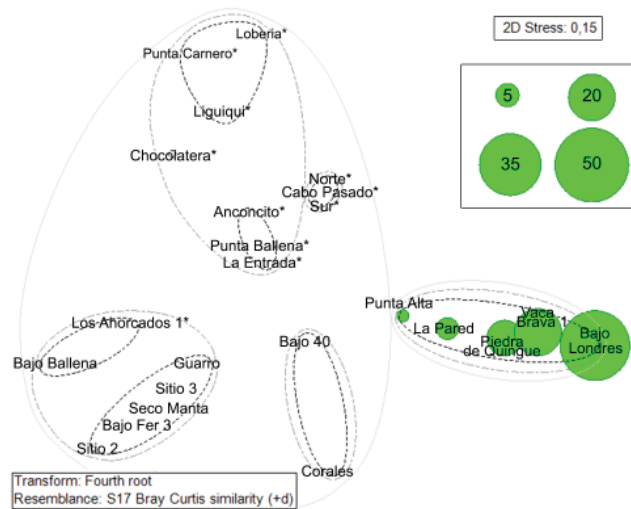 2D Stress: 0,15
5
20
35
50
Loberia*
Punta Carnero*
Liguiqui*
Chocolatera*
Norte*
Cabo Pasado*
Sur*
Anconcito*
Punta Ballena*
La Entrada*
Punta Alta
La Pared
Vaca
Brava 1
Piedra
de Quingue
Bajo
Londres
Los Ahorcados 1*
Bajo Ballena
Guarro
Sitio 3
Seco Manta
Bajo Fer 3
Sitio 2
Bajo 40
Corales
Transform: Fourth root
Resemblance: S17 Bray Curtis similarity (+d)